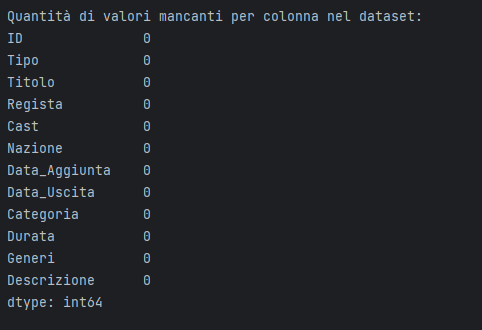 Quantità di valori mancanti per colonna nel dataset:
ID               0
Tipo             0
Titolo           0
Regista          0
Cast             0
Nazione          0
Data_Aggiunta    0
Data_Uscita      0
Categoria        0
Durata           0
Generi           0
Descrizione      0
dtype: int64